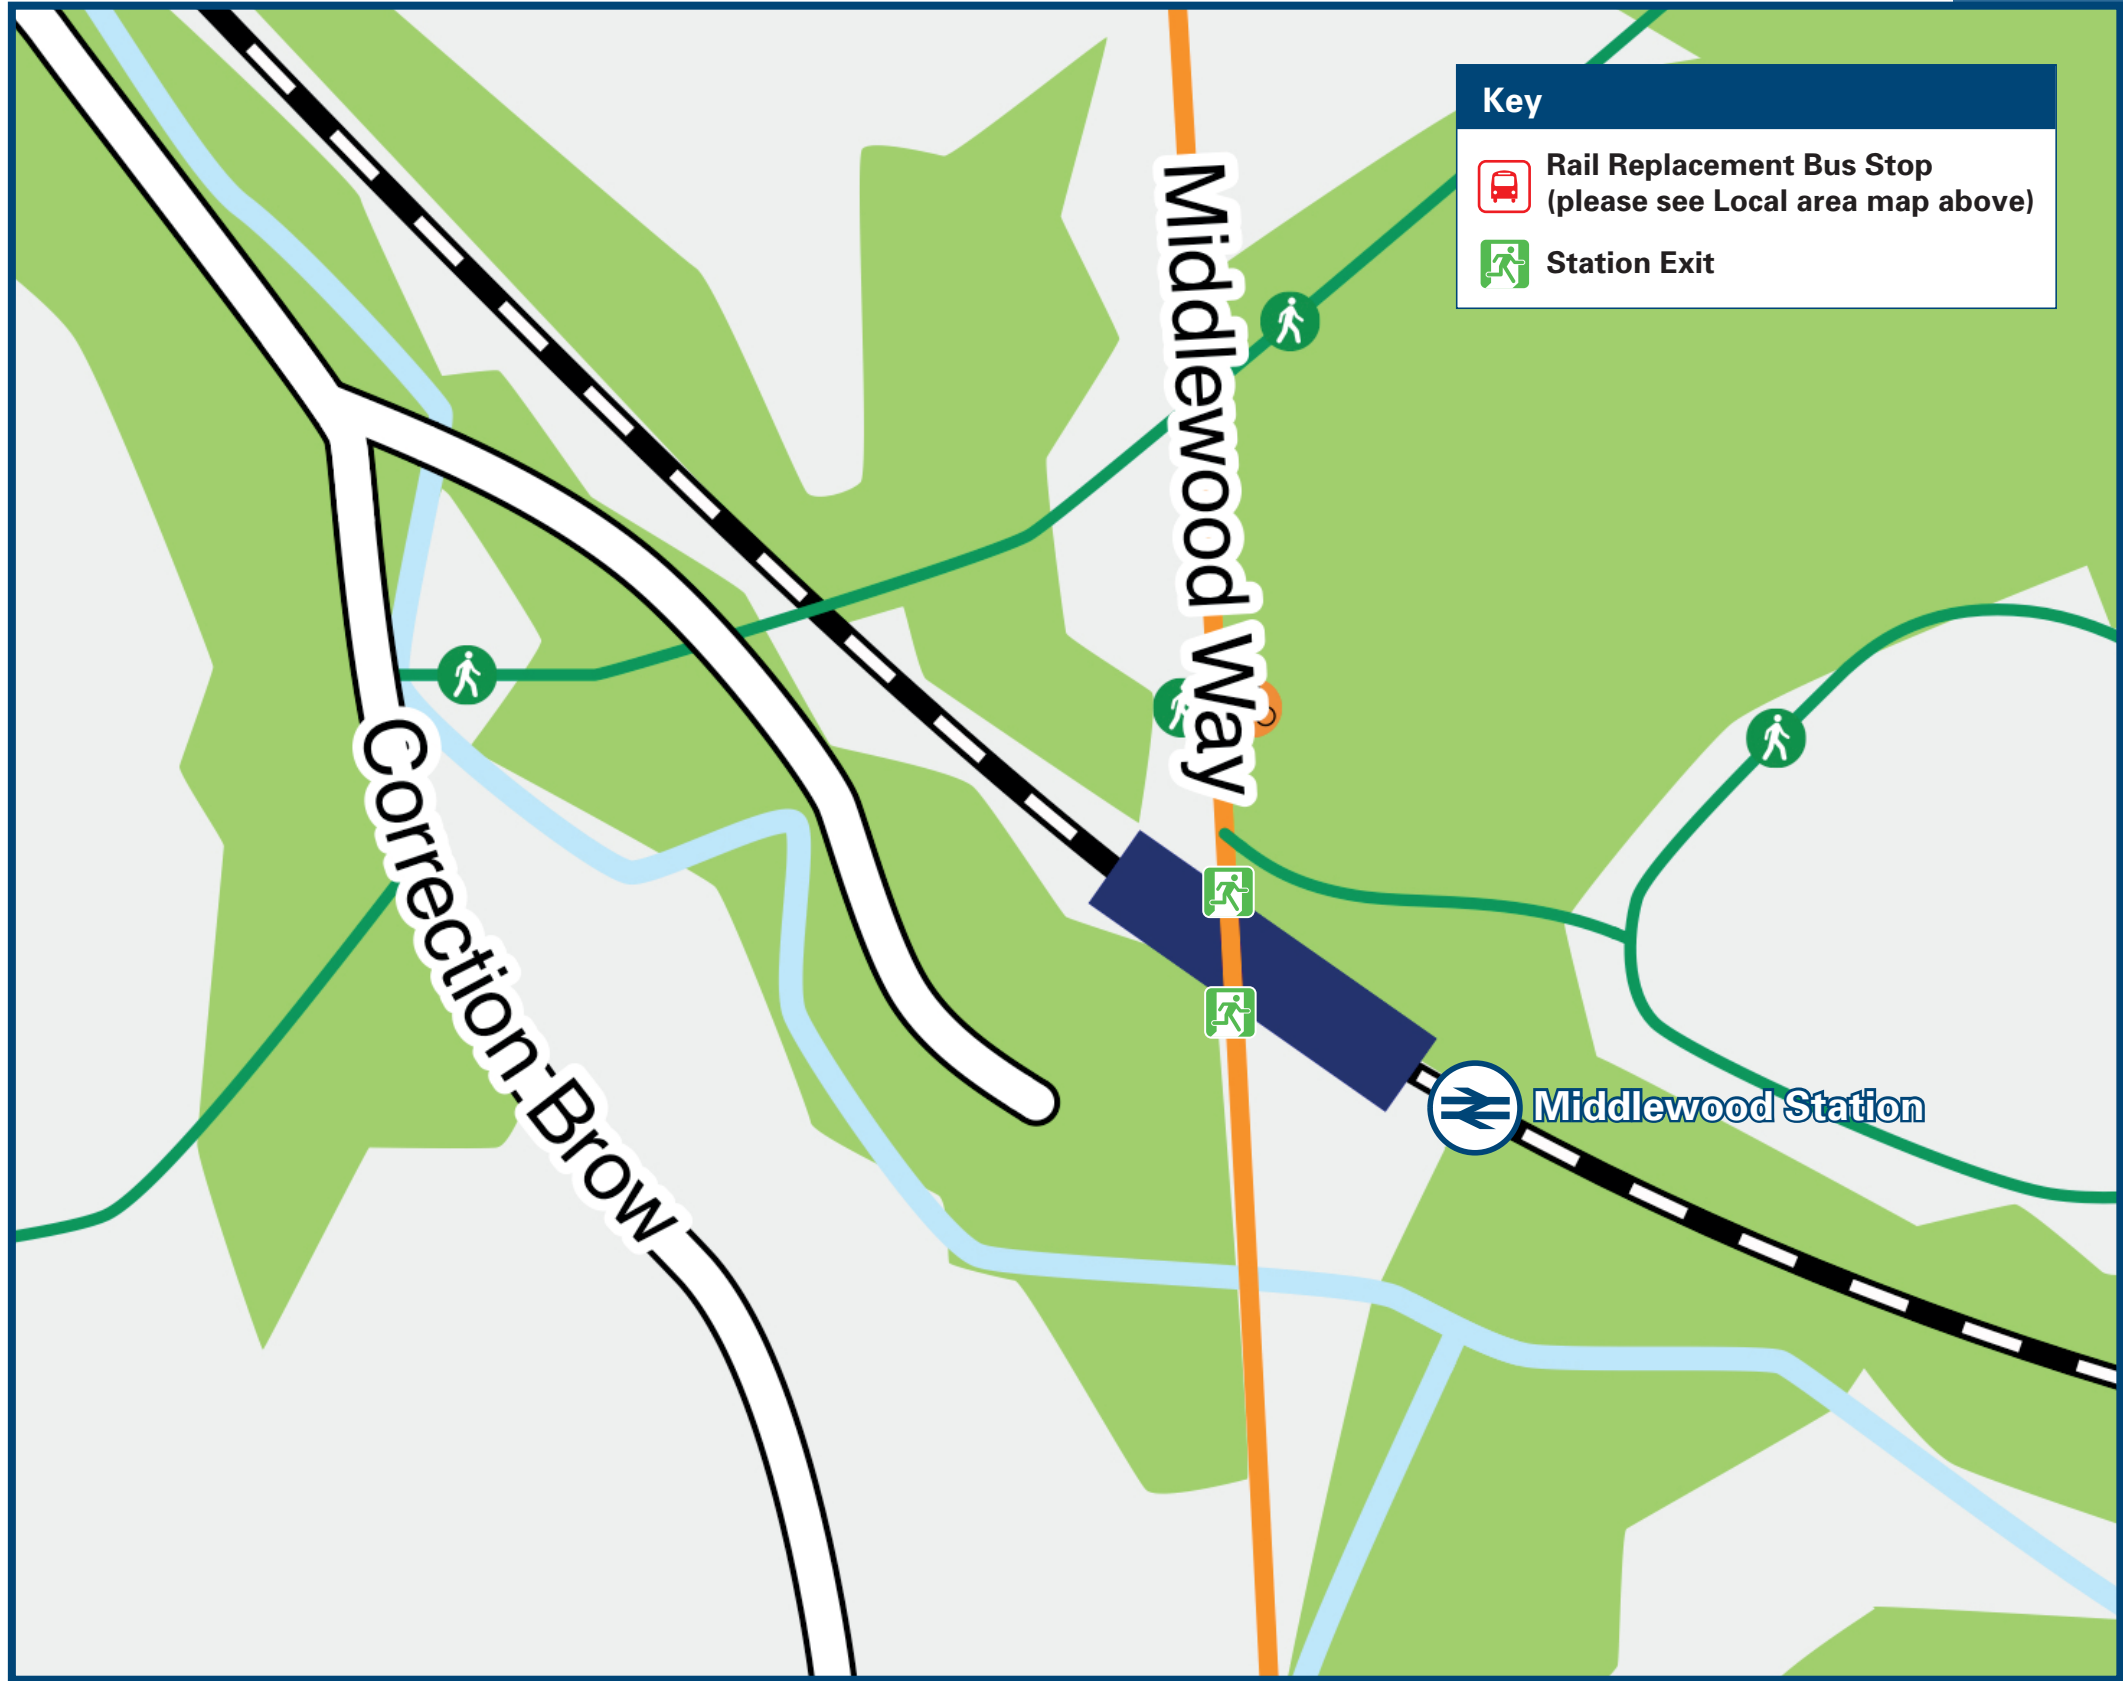 Key
Rail Replacement Bus Stop
(please see Local area map above)
Station Exit
Middlewood Way
Correction Brow
Middlewood Station